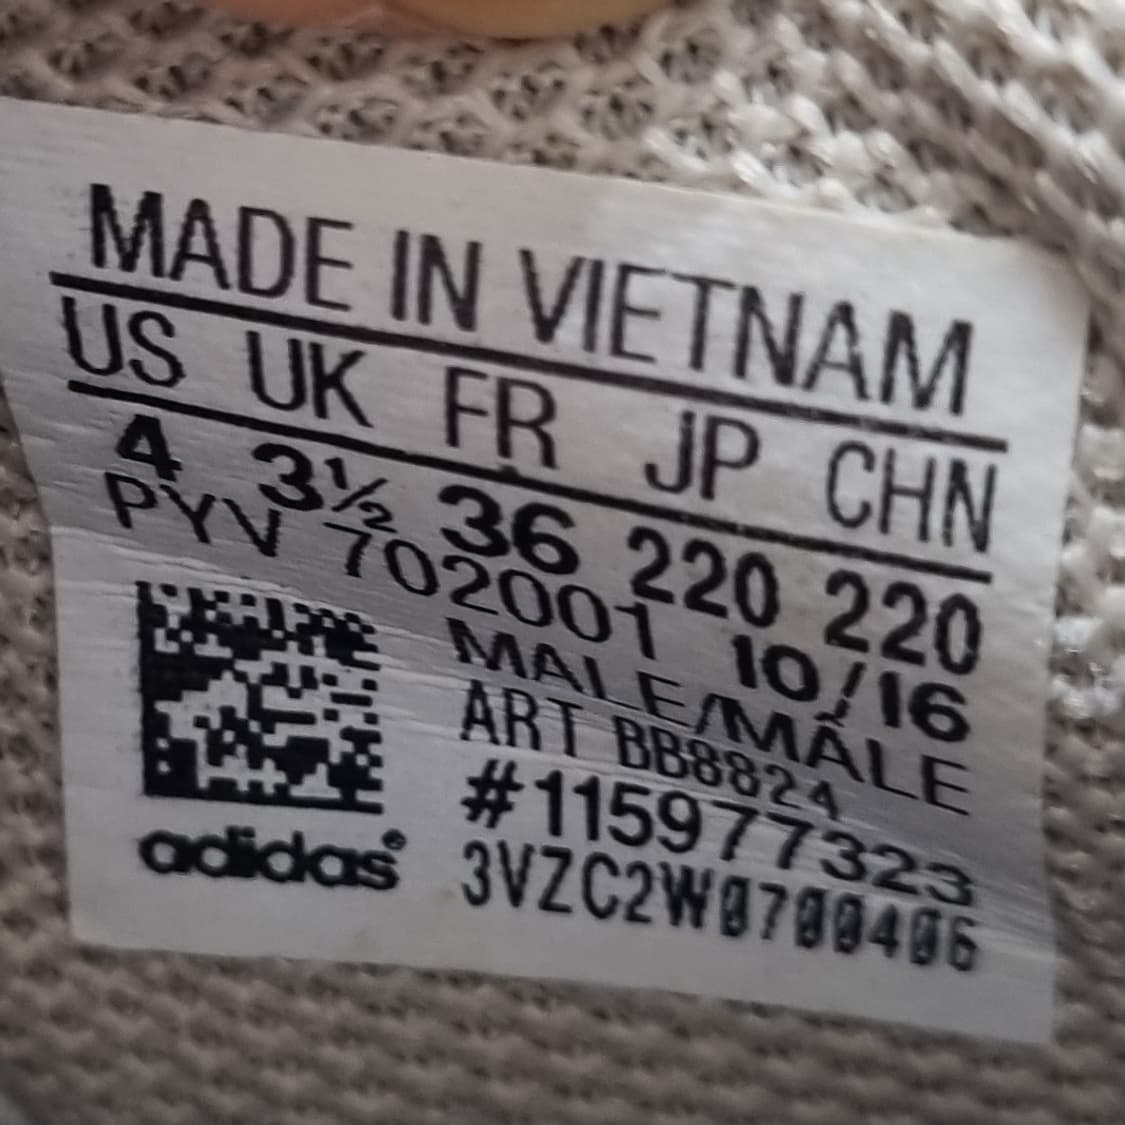 MADE IN VIETNAM
US UK FR JP CHN
4 3½ 36 220 220
PYV 702001 10/16
MALE/MÂLE
ART BB8824
#115977323
adidas®
3VZC2W0700406